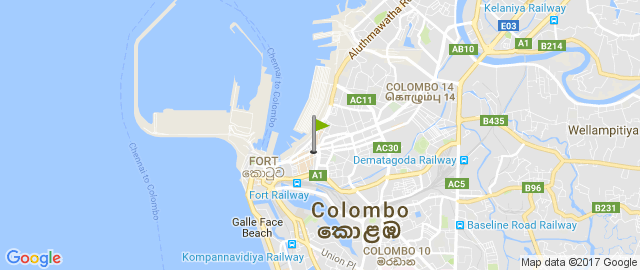 Kelaniya Railway
E03
A1
B214
AB10
Aluthmawatha Ro
Chennai to Colombo
COLOMBO 14
கொழும்பு 14
AC11
B435
Wellampitiya
AC30
Dematagoda Railway
FORT
කොටුව
A1
Fort Railway
AC5
B96
B231
Chennai to Colombo
Galle Face
Beach
Colombo
කොළඹ
Baseline Road Railway
Kompannavidiya Railway
Union Pl
COLOMBO 10
මරදාන
Google
Map data ©2017 Google